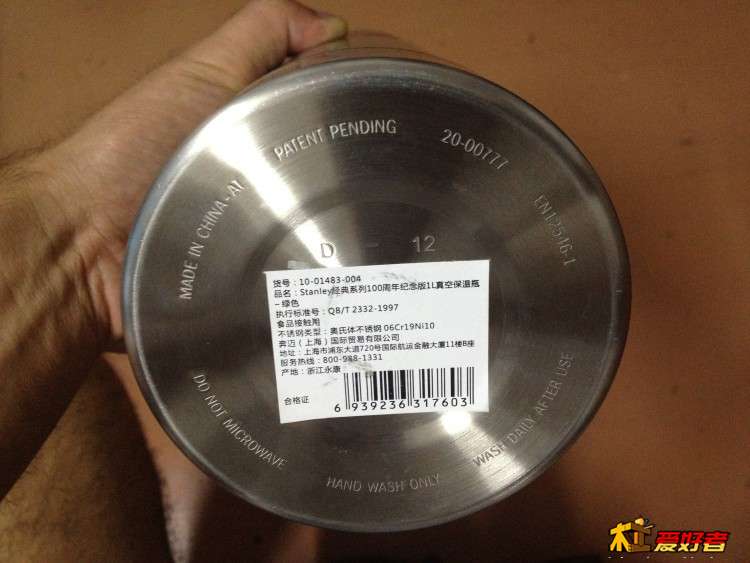 PATENT PENDING
20-00777
MADE IN CHINA-A1
EN12546-1
D - 12
货号：10-01483-004
品名：Stanley经典系列100周年纪念版1L真空保温瓶
－绿色
执行标准号：QB/T 2332-1997
食品接触用
不锈钢类型：奥氏体不锈钢 06Cr19Ni10
奔迈（上海）国际贸易有限公司
地址：上海市浦东大道720号国际航运金融大厦11楼B座
服务热线：800-988-1331
产地：浙江永康
合格证
6 939236 317603
DO NOT MICROWAVE
HAND WASH ONLY
WASH DAILY AFTER USE
爱好者